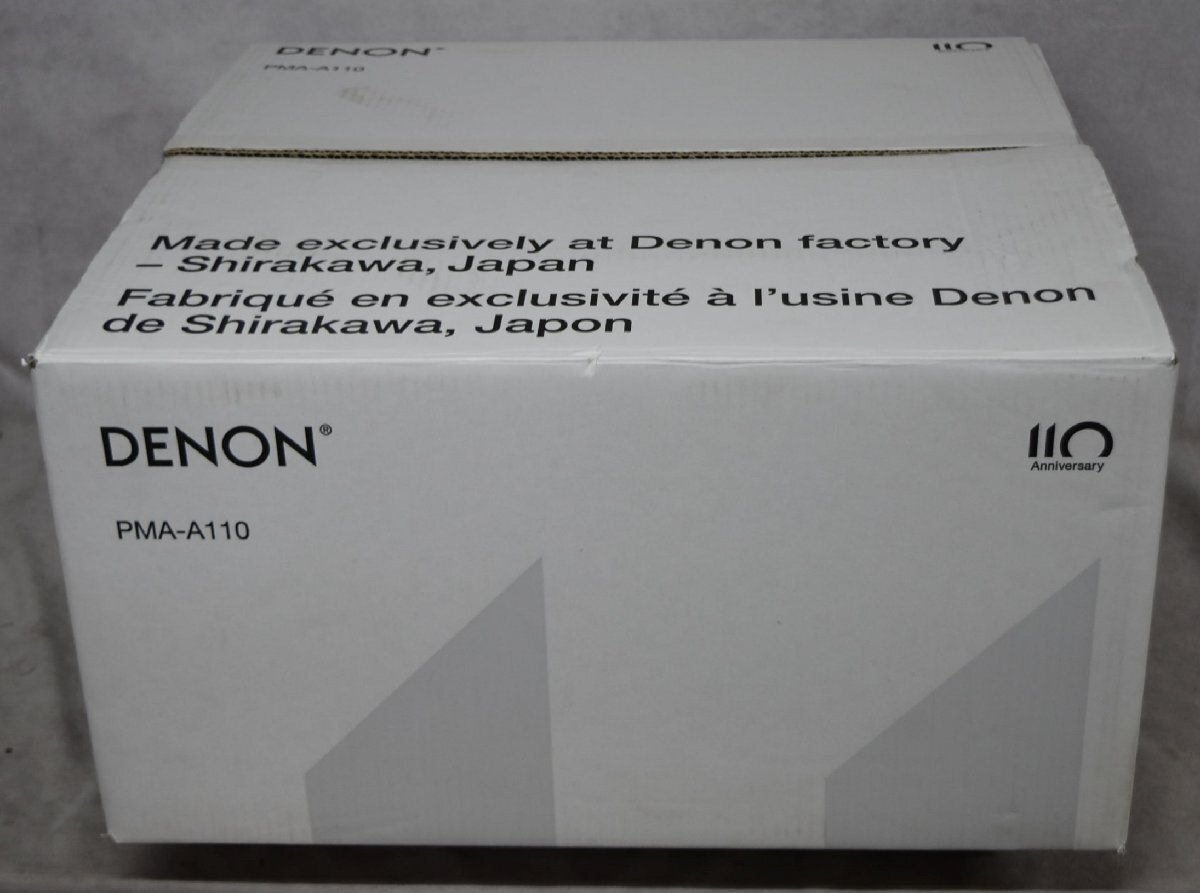 DENON®
110
PMA-A110
Made exclusively at Denon factory
– Shirakawa, Japan
Fabriqué en exclusivité à l'usine Denon
de Shirakawa, Japon
DENON®
110
Anniversary
PMA-A110